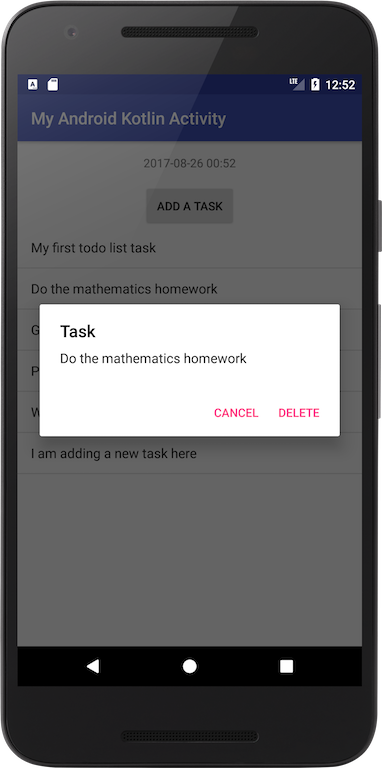 LTE 12:52
My Android Kotlin Activity
2017-08-26 00:52
ADD A TASK
My first todo list task
Do the mathematics homework
Task
Do the mathematics homework
CANCEL DELETE
I am adding a new task here